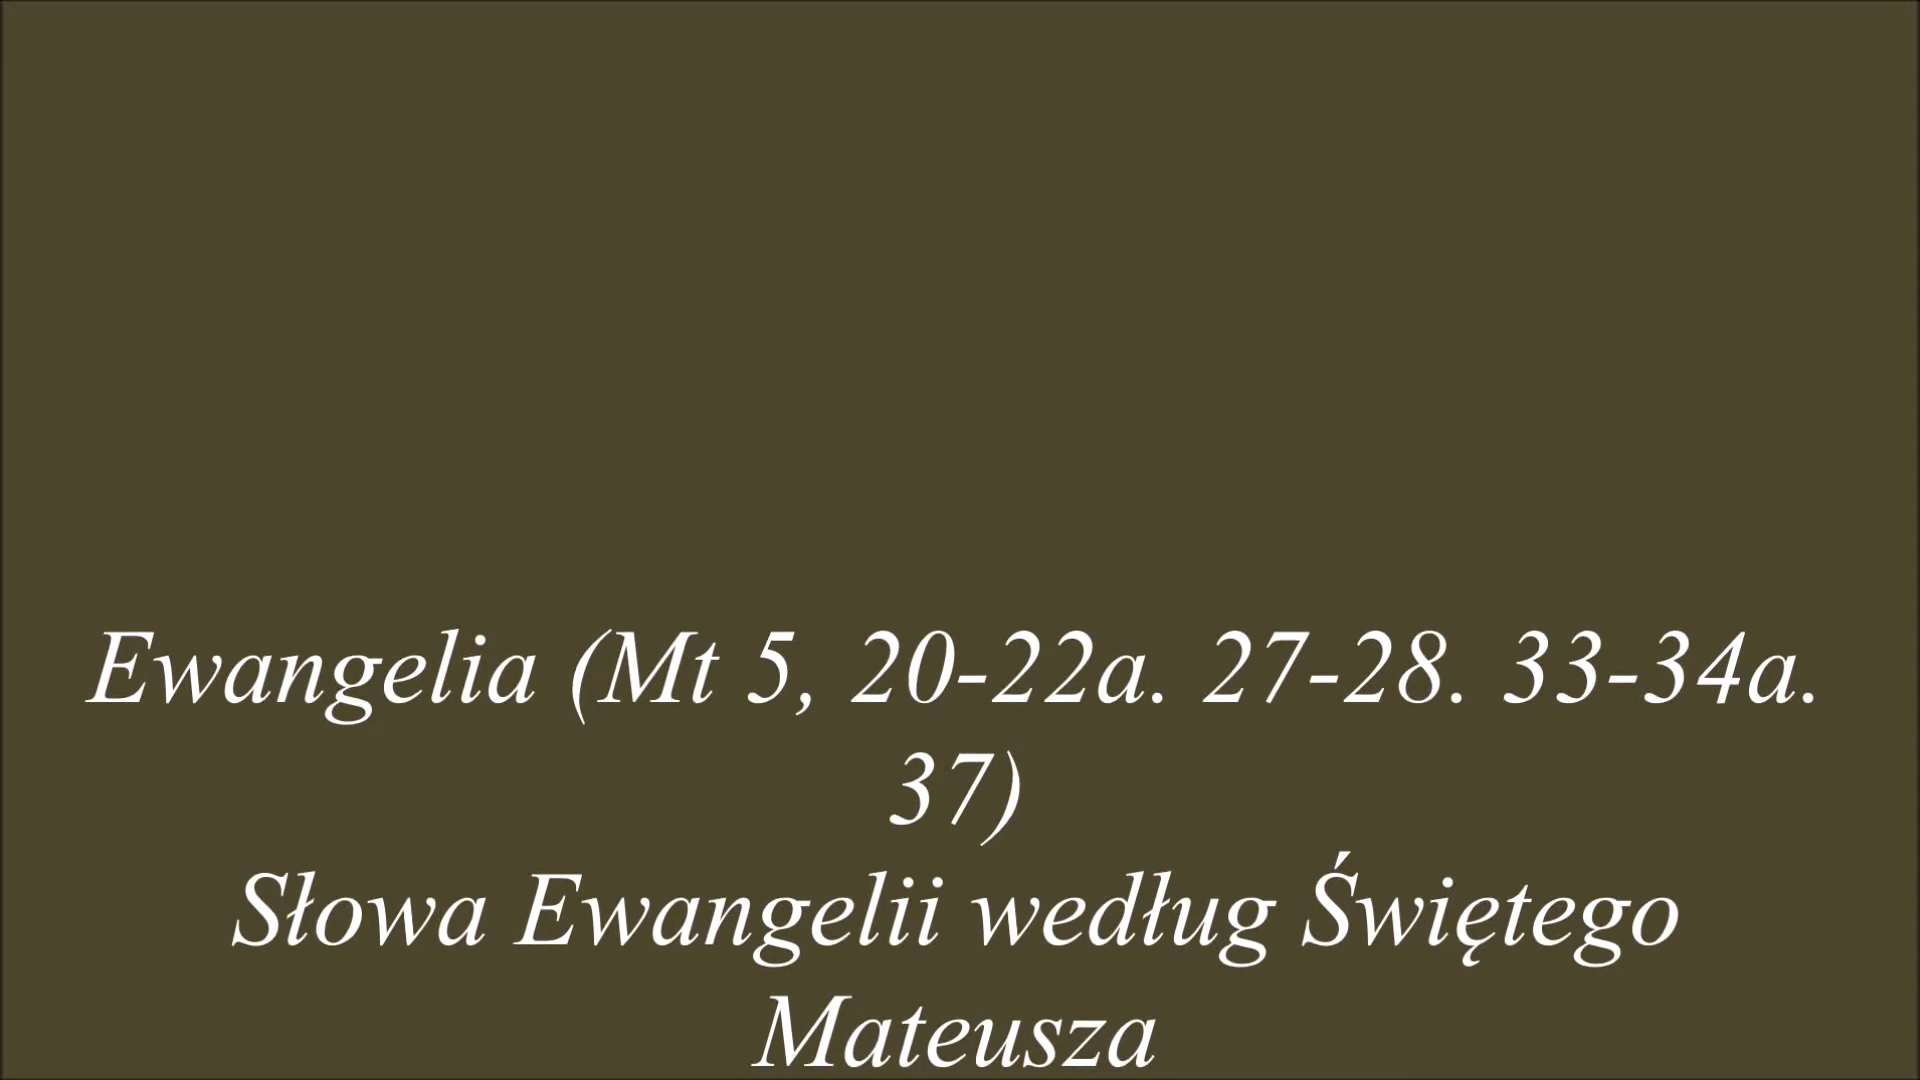 Ewangelia (Mt 5, 20-22a. 27-28. 33-34a.
37)
Słowa Ewangelii według Świętego
Mateusza